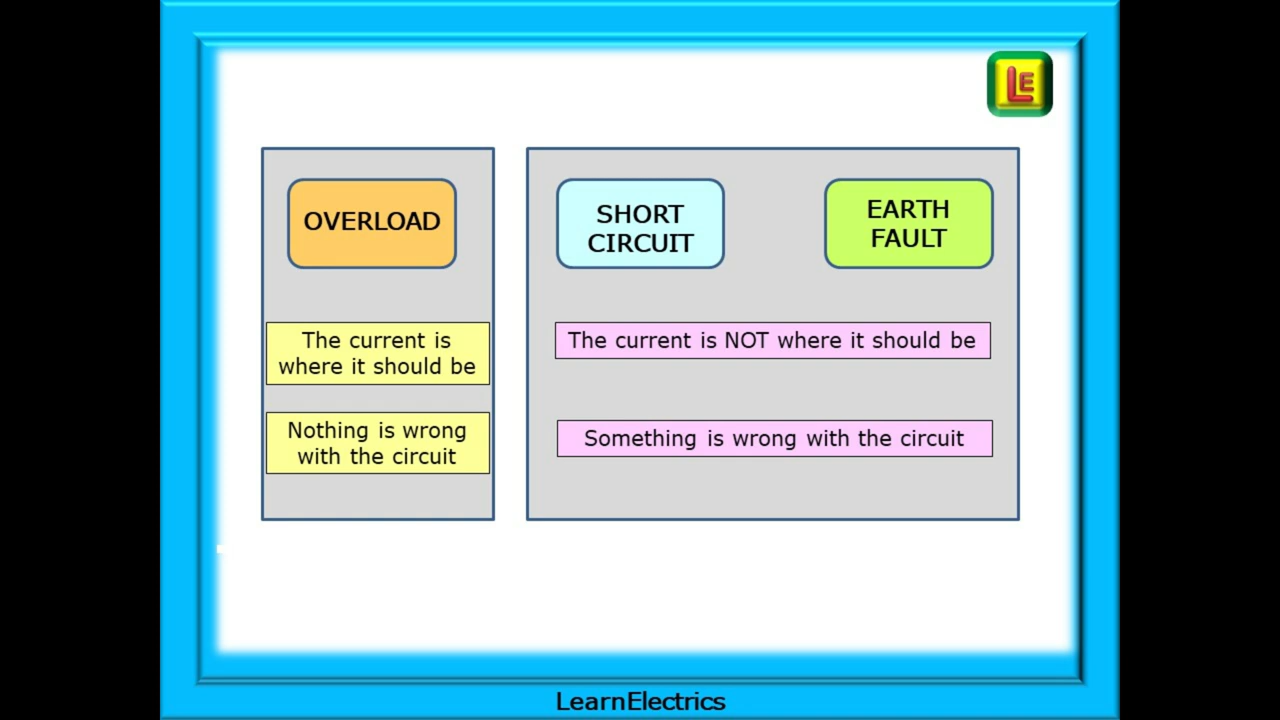 LE
OVERLOAD
The current is
where it should be
Nothing is wrong
with the circuit
SHORT
CIRCUIT
EARTH
FAULT
The current is NOT where it should be
Something is wrong with the circuit
LearnElectrics